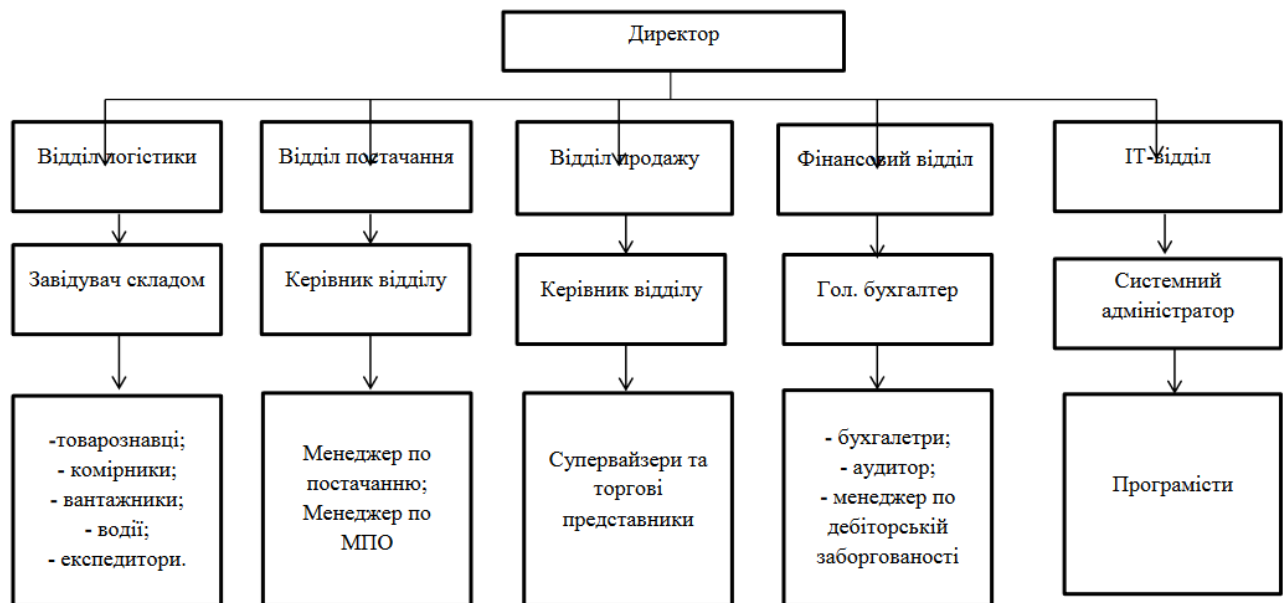 Директор
Відділ логістики
Відділ постачання
Відділ продажу
Фінансовий відділ
ІТ-відділ
Завідувач складом
Керівник відділу
Керівник відділу
Гол. бухгалтер
Системний
адміністратор
-товарознавці;
- комірники;
- вантажники;
- водії;
- експедитори.
Менеджер по
постачанню;
Менеджер по
МПО
Супервайзери та
торгові
представники
- бухгалетри;
- аудитор;
- менеджер по
дебіторській
заборгованості
Програмісти